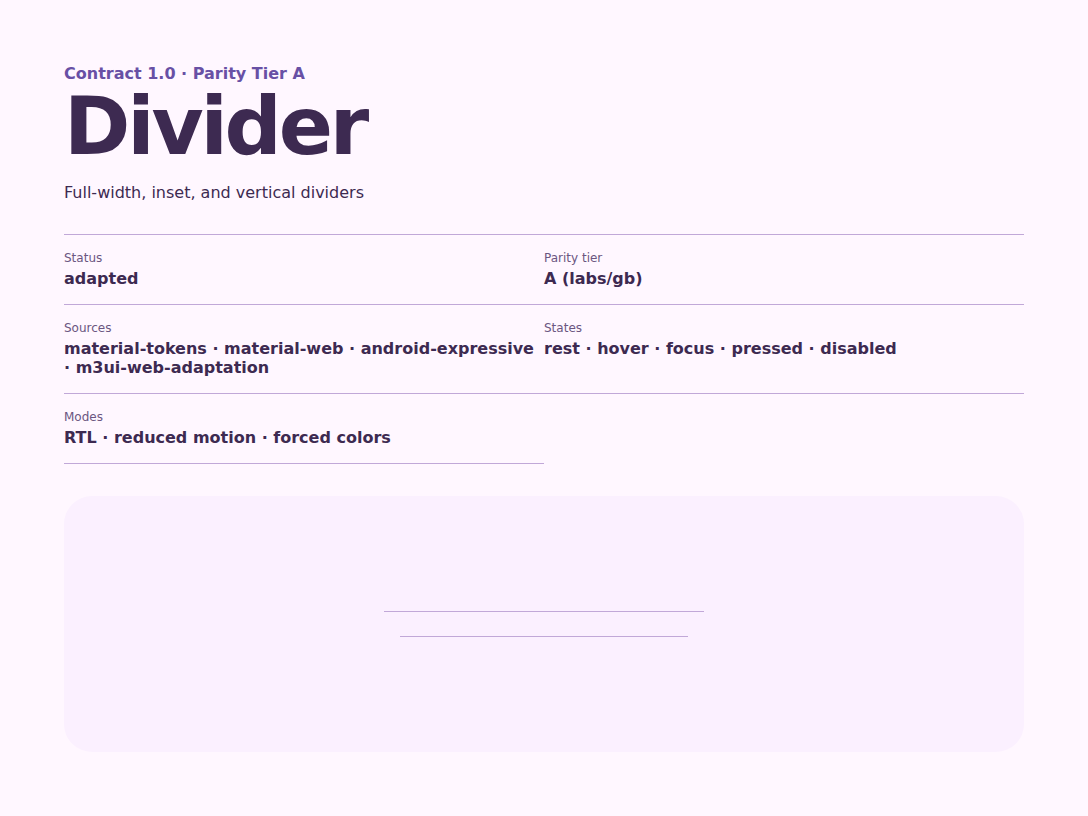 Contract 1.0 · Parity Tier A
Divider
Full-width, inset, and vertical dividers
Status
adapted
Parity tier
A (labs/gb)
Sources
material-tokens · material-web · android-expressive
· m3ui-web-adaptation
States
rest · hover · focus · pressed · disabled
Modes
RTL · reduced motion · forced colors